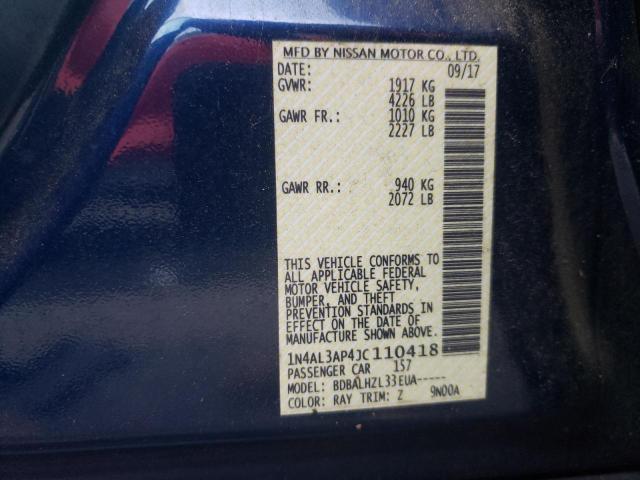 MFD BY NISSAN MOTOR CO., LTD.
DATE: 09/17
GVWR: 1917 KG
4226 LB
GAWR FR.: 1010 KG
2227 LB
GAWR RR.: 940 KG
2072 LB
THIS VEHICLE CONFORMS TO
ALL APPLICABLE FEDERAL
MOTOR VEHICLE SAFETY,
BUMPER, AND THEFT
PREVENTION STANDARDS IN
EFFECT ON THE DATE OF
MANUFACTURE SHOWN ABOVE.
1N4AL3AP4JC110418
PASSENGER CAR 157
MODEL: BDBALHZL33EUA-----
COLOR: RAY TRIM: Z 9N00A